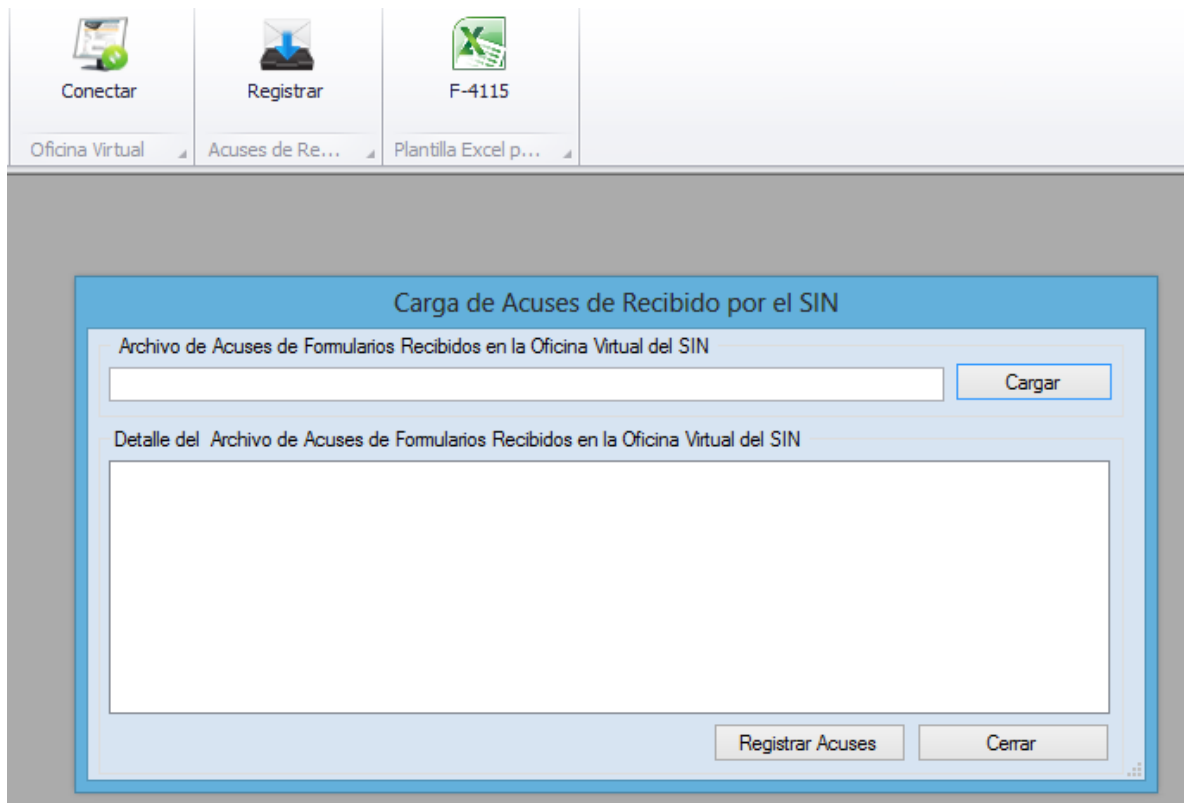 Conectar
Registrar
F-4115
Oficina Virtual
Acuses de Re...
Plantilla Excel p...
Carga de Acuses de Recibido por el SIN
Archivo de Acuses de Formularios Recibidos en la Oficina Virtual del SIN
Cargar
Detalle del  Archivo de Acuses de Formularios Recibidos en la Oficina Virtual del SIN
Registrar Acuses
Cerrar